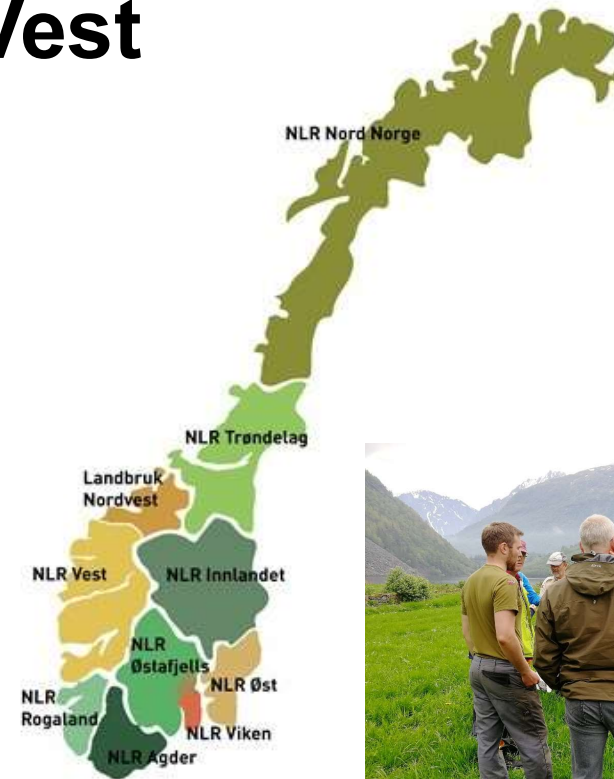 Vest
NLR Nord Norge
NLR Trøndelag
Landbruk
Nordvest
NLR Vest
NLR Innlandet
NLR
Østafjells
NLR Øst
NLR
Rogaland
NLR Viken
NLR Agder